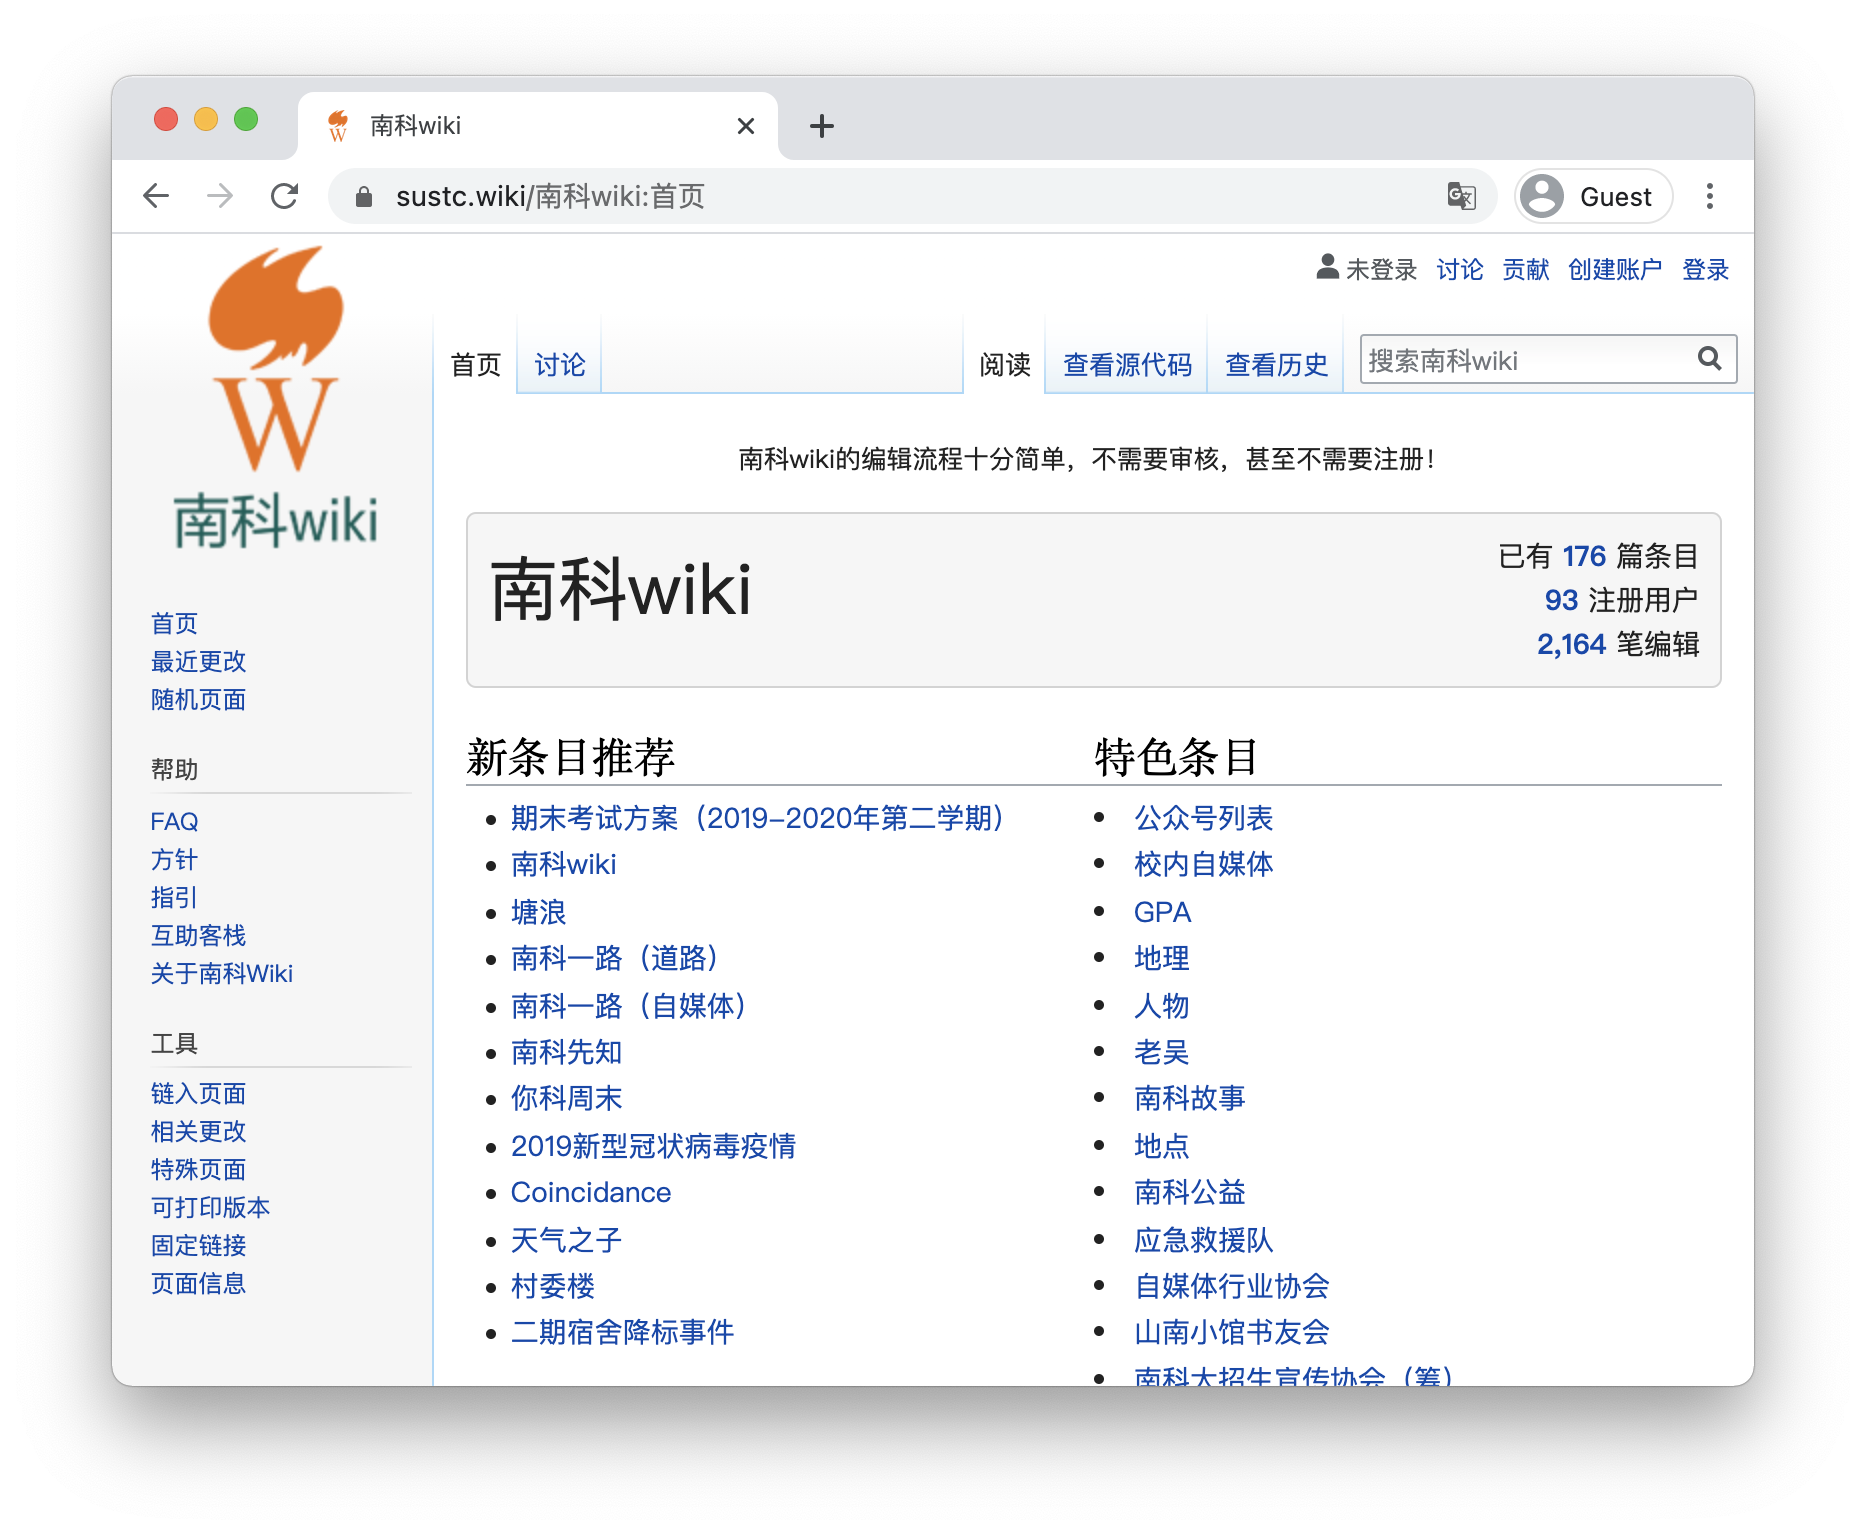 南科wiki
sustc.wiki/南科wiki:首页
Guest
W
南科wiki
未登录 讨论 贡献 创建账户 登录
首页 讨论 阅读 查看源代码 查看历史 搜索南科wiki
首页
最近更改
随机页面
帮助
FAQ
方针
指引
互助客栈
关于南科Wiki
工具
链入页面
相关更改
特殊页面
可打印版本
固定链接
页面信息
南科wiki的编辑流程十分简单，不需要审核，甚至不需要注册！
南科wiki
已有 176 篇条目
93 注册用户
2,164 笔编辑
新条目推荐
期末考试方案（2019–2020年第二学期）
南科wiki
塘浪
南科一路（道路）
南科一路（自媒体）
南科先知
你科周末
2019新型冠状病毒疫情
Coincidance
天气之子
村委楼
二期宿舍降标事件
特色条目
公众号列表
校内自媒体
GPA
地理
人物
老吴
南科故事
地点
南科公益
应急救援队
自媒体行业协会
山南小馆书友会
南科大招生宣传协会（筹）